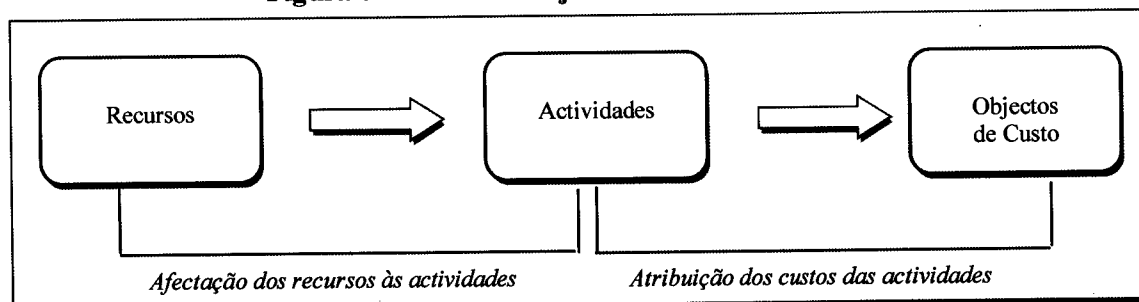 Recursos
Actividades
Objectos
de Custo
Afectação dos recursos às actividades
Atribuição dos custos das actividades